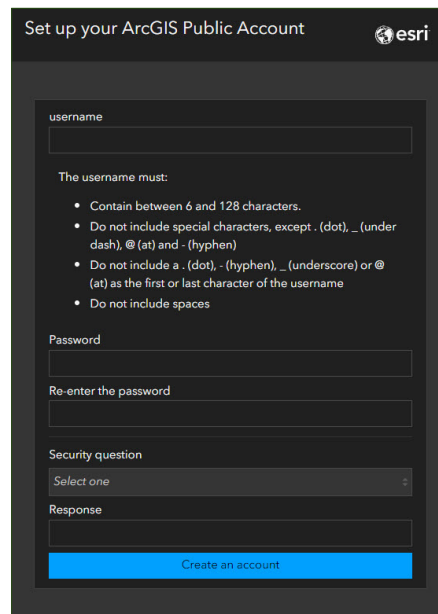 Set up your ArcGIS Public Account
esri
username
The username must:
• Contain between 6 and 128 characters.
• Do not include special characters, except . (dot), _ (under
dash), @ (at) and - (hyphen)
• Do not include a . (dot), - (hyphen), _ (underscore) or @
(at) as the first or last character of the username
• Do not include spaces
Password
Re-enter the password
Security question
Select one
Response
Create an account